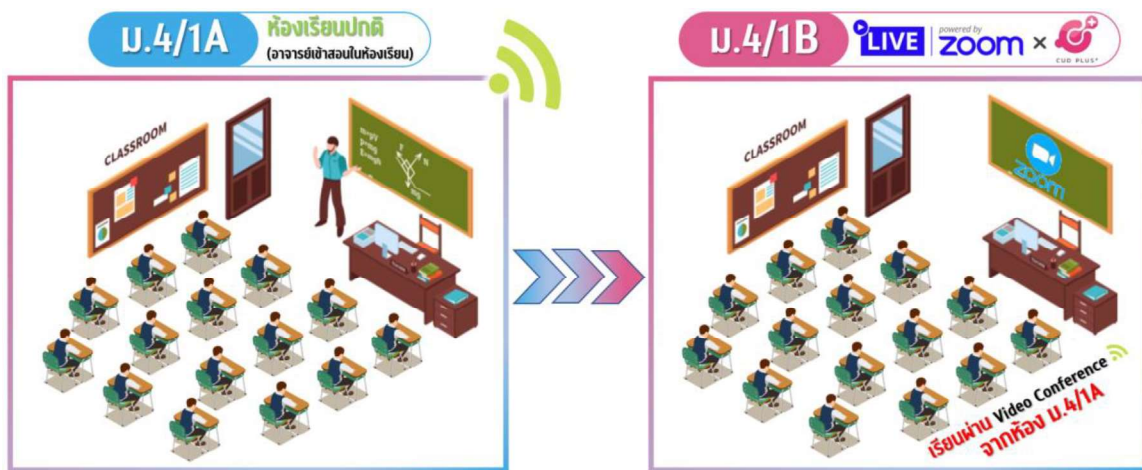 ม.4/1A
ห้องเรียนปกติ
(อาจารย์เข้าสอนในห้องเรียน)
ม.4/1B
LIVE
powered by
zoom
x
CUD PLUS+
CLASSROOM
m=ρV
F
N
mg
CLASSROOM
zoom
เรียนผ่าน Video Conference
จากห้อง ม.4/1A